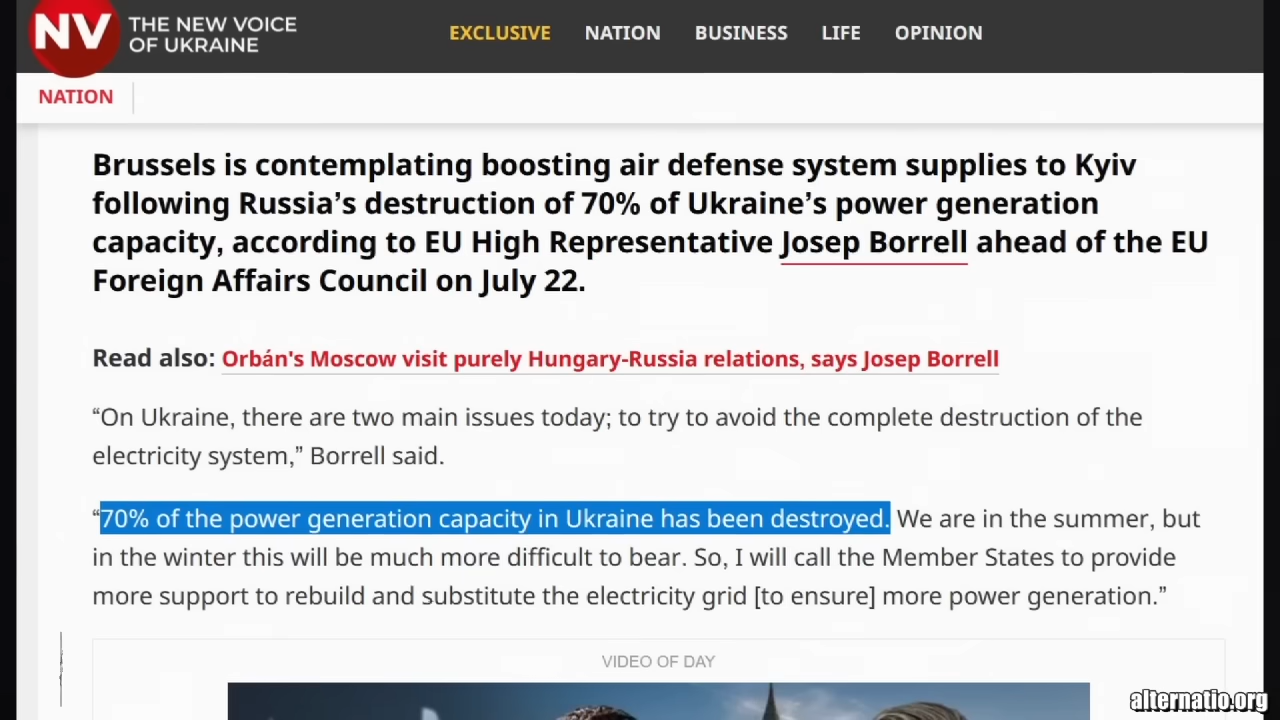 NV THE NEW VOICE
OF UKRAINE
EXCLUSIVE NATION BUSINESS LIFE OPINION
NATION
Brussels is contemplating boosting air defense system supplies to Kyiv
following Russia’s destruction of 70% of Ukraine’s power generation
capacity, according to EU High Representative Josep Borrell ahead of the EU
Foreign Affairs Council on July 22.
Read also: Orbán's Moscow visit purely Hungary-Russia relations, says Josep Borrell
“On Ukraine, there are two main issues today; to try to avoid the complete destruction of the
electricity system,” Borrell said.
“70% of the power generation capacity in Ukraine has been destroyed. We are in the summer, but
in the winter this will be much more difficult to bear. So, I will call the Member States to provide
more support to rebuild and substitute the electricity grid [to ensure] more power generation.”
VIDEO OF DAY
alternatio.org